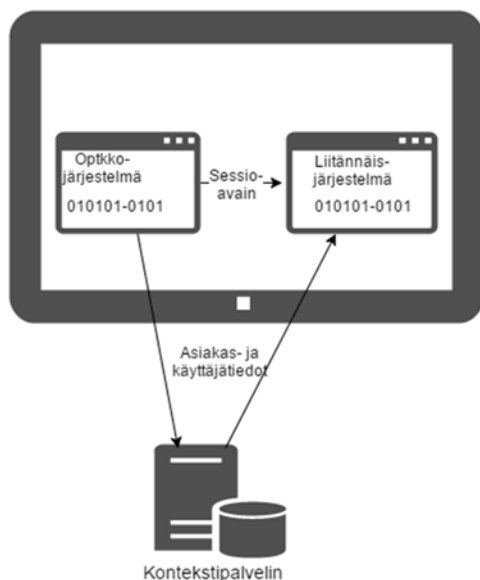 Optkko-
järjestelmä
010101-0101
Sessio-
avain
Liitännäis-
järjestelmä
010101-0101
Asiakas- ja
käyttäjätiedot
Kontekstipalvelin